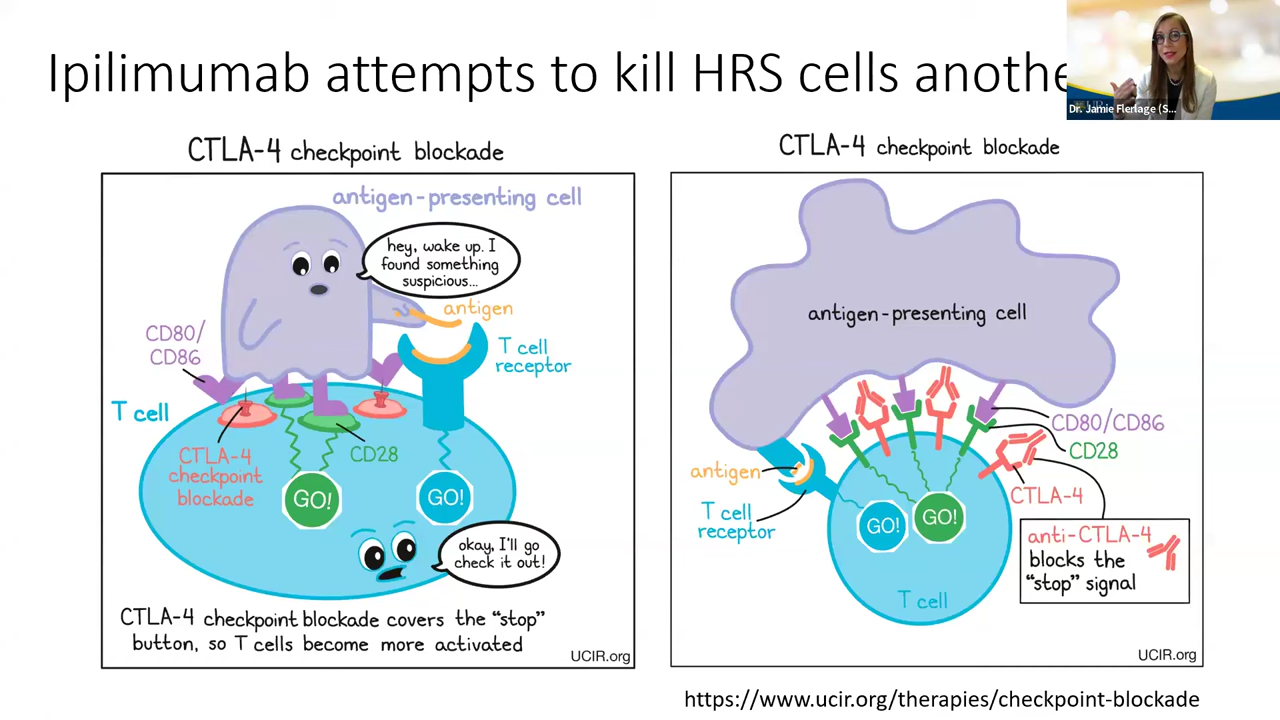 Ipilimumab attempts to kill HRS cells anothe
Dr. Jamie Flerlage (S...
CTLA-4 checkpoint blockade
antigen-presenting cell
hey, wake up. I
found something
suspicious...
antigen
CD80/
CD86
T cell
receptor
T cell
CTLA-4
checkpoint
blockade
CD28
GO!
GO!
okay, I'll go
check it out!
CTLA-4 checkpoint blockade covers the "stop"
button, so T cells become more activated
UCIR.org
CTLA-4 checkpoint blockade
antigen-presenting cell
CD80/CD86
CD28
antigen
CTLA-4
T cell
receptor
GO!
GO!
anti-CTLA-4
blocks the
"stop" signal
T cell
UCIR.org
https://www.ucir.org/therapies/checkpoint-blockade